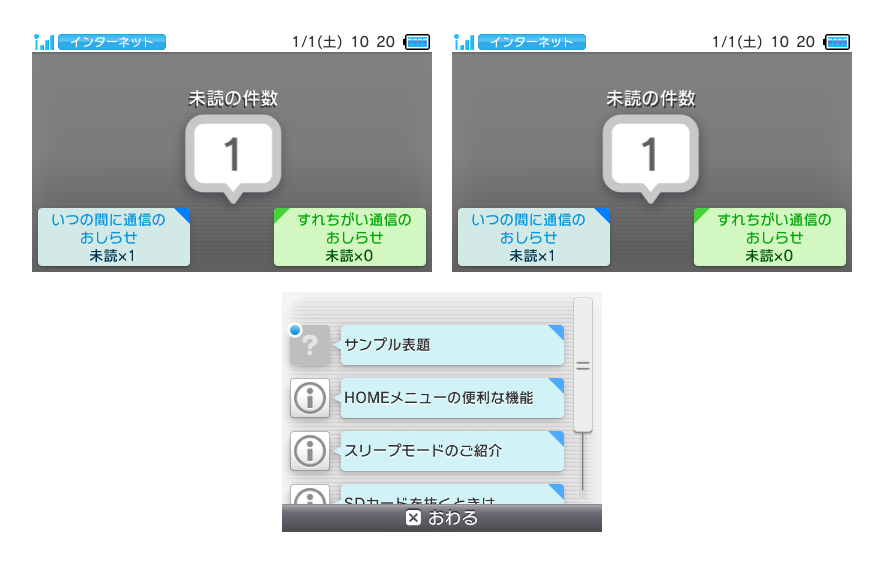 インターネット 1/1(土) 10 20
未読の件数
1
いつの間に通信の
おしらせ
未読×1
すれちがい通信の
おしらせ
未読×0
インターネット 1/1(土) 10 20
未読の件数
1
いつの間に通信の
おしらせ
未読×1
すれちがい通信の
おしらせ
未読×0
サンプル表題
HOMEメニューの便利な機能
スリープモードのご紹介
SDカードを抜くときは
おわる